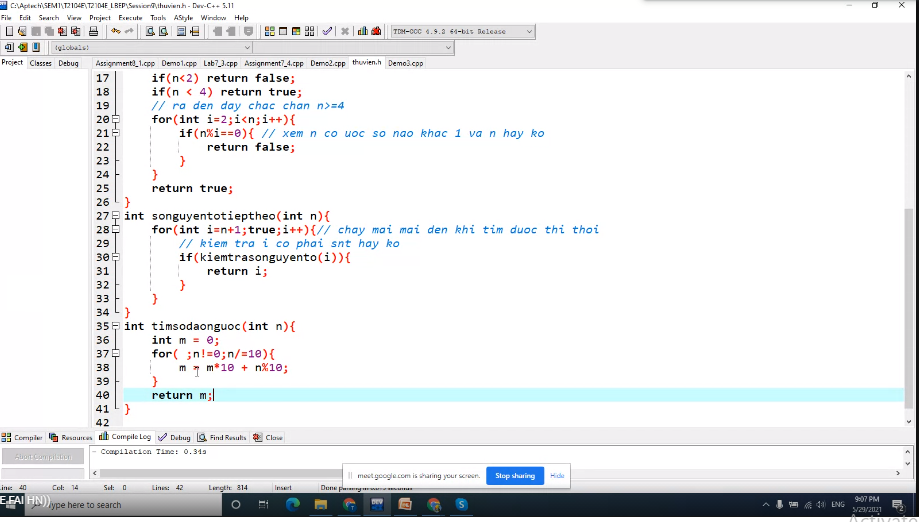 C:\Aptech\SEM1\T2104E\T2104E_LBEP\Session9\thuvien.h - Dev-C++ 5.11
File Edit Search View Project Execute Tools AStyle Window Help
TDM-GCC 4.9.2 64-bit Release
(globals)
Project Classes Debug Assignment8_1.cpp Demo1.cpp Lab7_3.cpp Assignment7_4.cpp Demo2.cpp thuvien.h Demo3.cpp
17 if(n<2) return false;
18 if(n < 4) return true;
19 // ra den day chac chan n>=4
20 for(int i=2;i<n;i++){
21 if(n%i==0){ // xem n co uoc so nao khac 1 va n hay ko
22 return false;
23 }
24 }
25 return true;
26 }
27 int songuyentotieptheo(int n){
28 for(int i=n+1;true;i++){// chay mai mai den khi tim duoc thi thoi
29 // kiem tra i co phai snt hay ko
30 if(kiemtrasonguyento(i)){
31 return i;
32 }
33 }
34 }
35 int timsodaonguoc(int n){
36 int m = 0;
37 for( ;n!=0;n/=10){
38 m = m*10 + n%10;
39 }
40 return m;
41 }
42
Compiler Resources Compile Log Debug Find Results Close
Abort Compilation
- Compilation Time: 0.34s
meet.google.com is sharing your screen. Stop sharing Hide
Line: 40 Col: 14 Sel: 0 Lines: 42 Length: 814 Insert Done parsing in
E.FAI HN))
Type here to search
9:07 PM
5/29/2021
2
Activate